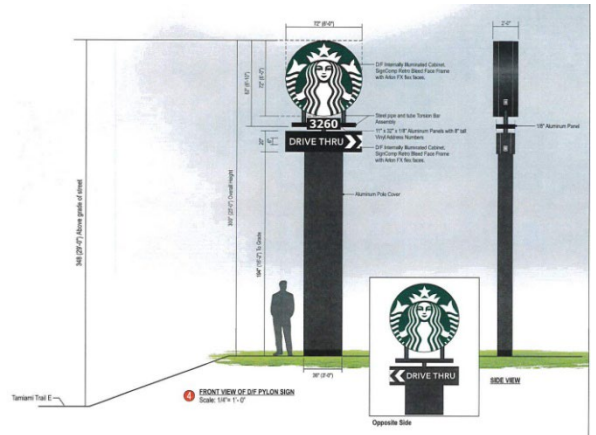 72" (6'-0")
2'-6"
D/F Internally Illuminated Cabinet.
SignComp Retro Bleed Face Frame
with Arlon FX flex faces.
72" (6'-0")
Steel pipe and tube Torsion Bar
Assembly
3260
11" x 32" x 1/8" Aluminum Panels with 8" tall
Vinyl Address Numbers
1/8" Aluminum Panel
DRIVE THRU
20"
D/F Internally Illuminated Cabinet.
SignComp Retro Bleed Face Frame
with Arlon FX flex faces.
Aluminum Pole Cover
348 (29'-0") Above grade of street
300" (25'-0") Overall Height
194" (16'-2") To Grade
DRIVE THRU
Opposite Side
36" (3'-0")
SIDE VIEW
4
FRONT VIEW OF D/F PYLON SIGN
Scale: 1/4"= 1'- 0"
Tamiami Trail E